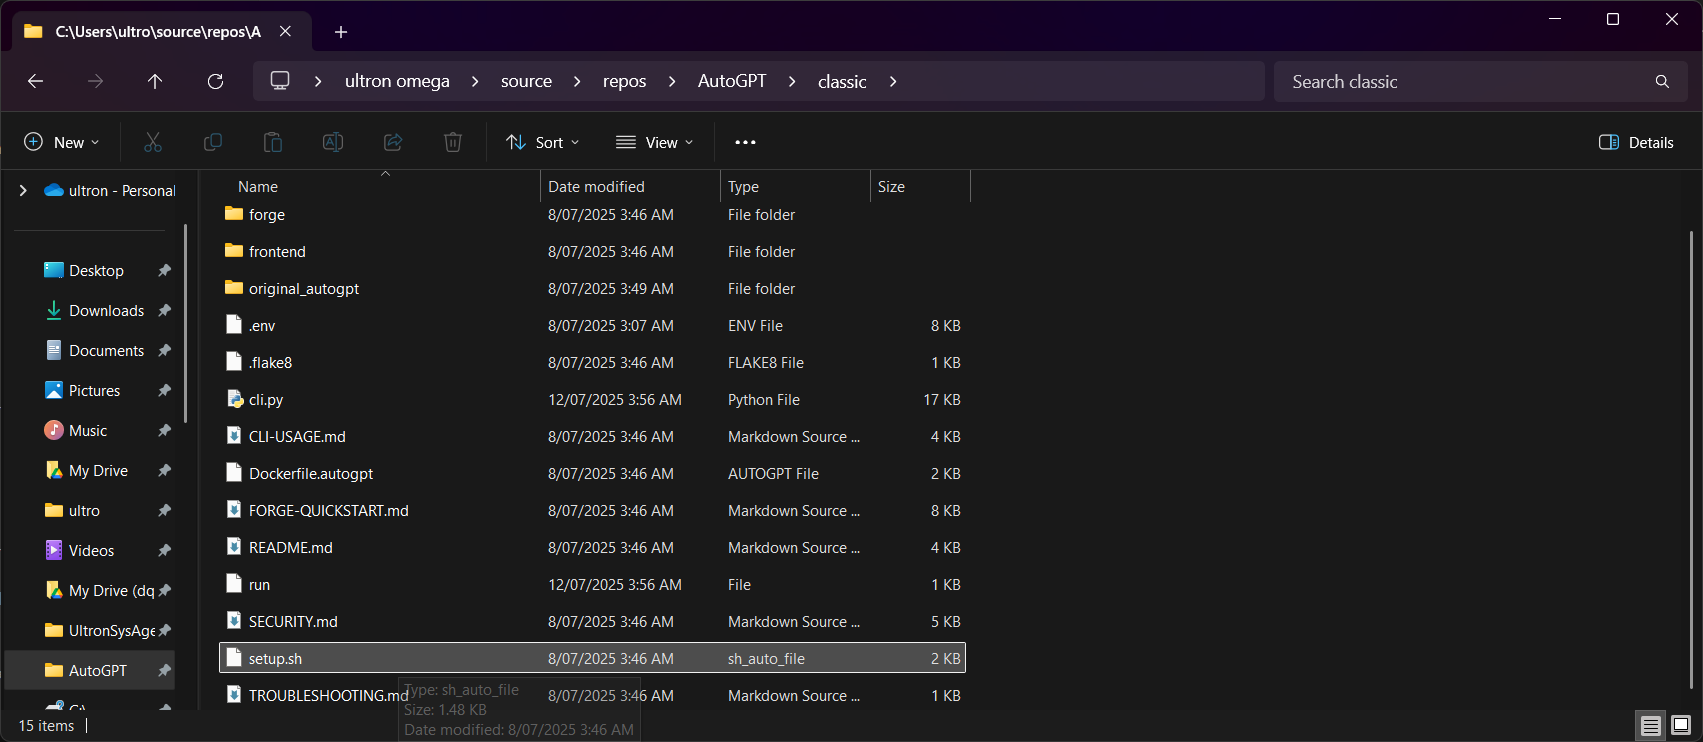 C:\Users\ultro\source\repos\A
ultron omega source repos AutoGPT classic
Search classic
New Sort View Details
ultron - Personal
Desktop
Downloads
Documents
Pictures
Music
My Drive
ultro
Videos
My Drive (dq
UltronSysAge
AutoGPT
C:\
Name Date modified Type Size
forge 8/07/2025 3:46 AM File folder
frontend 8/07/2025 3:46 AM File folder
original_autogpt 8/07/2025 3:49 AM File folder
.env 8/07/2025 3:07 AM ENV File 8 KB
.flake8 8/07/2025 3:46 AM FLAKE8 File 1 KB
cli.py 12/07/2025 3:56 AM Python File 17 KB
CLI-USAGE.md 8/07/2025 3:46 AM Markdown Source ... 4 KB
Dockerfile.autogpt 8/07/2025 3:46 AM AUTOGPT File 2 KB
FORGE-QUICKSTART.md 8/07/2025 3:46 AM Markdown Source ... 8 KB
README.md 8/07/2025 3:46 AM Markdown Source ... 4 KB
run 12/07/2025 3:56 AM File 1 KB
SECURITY.md 8/07/2025 3:46 AM Markdown Source ... 5 KB
setup.sh 8/07/2025 3:46 AM sh_auto_file 2 KB
TROUBLESHOOTING.md 8/07/2025 3:46 AM Markdown Source ... 1 KB
Type: sh_auto_file
Size: 1.48 KB
Date modified: 8/07/2025 3:46 AM
15 items